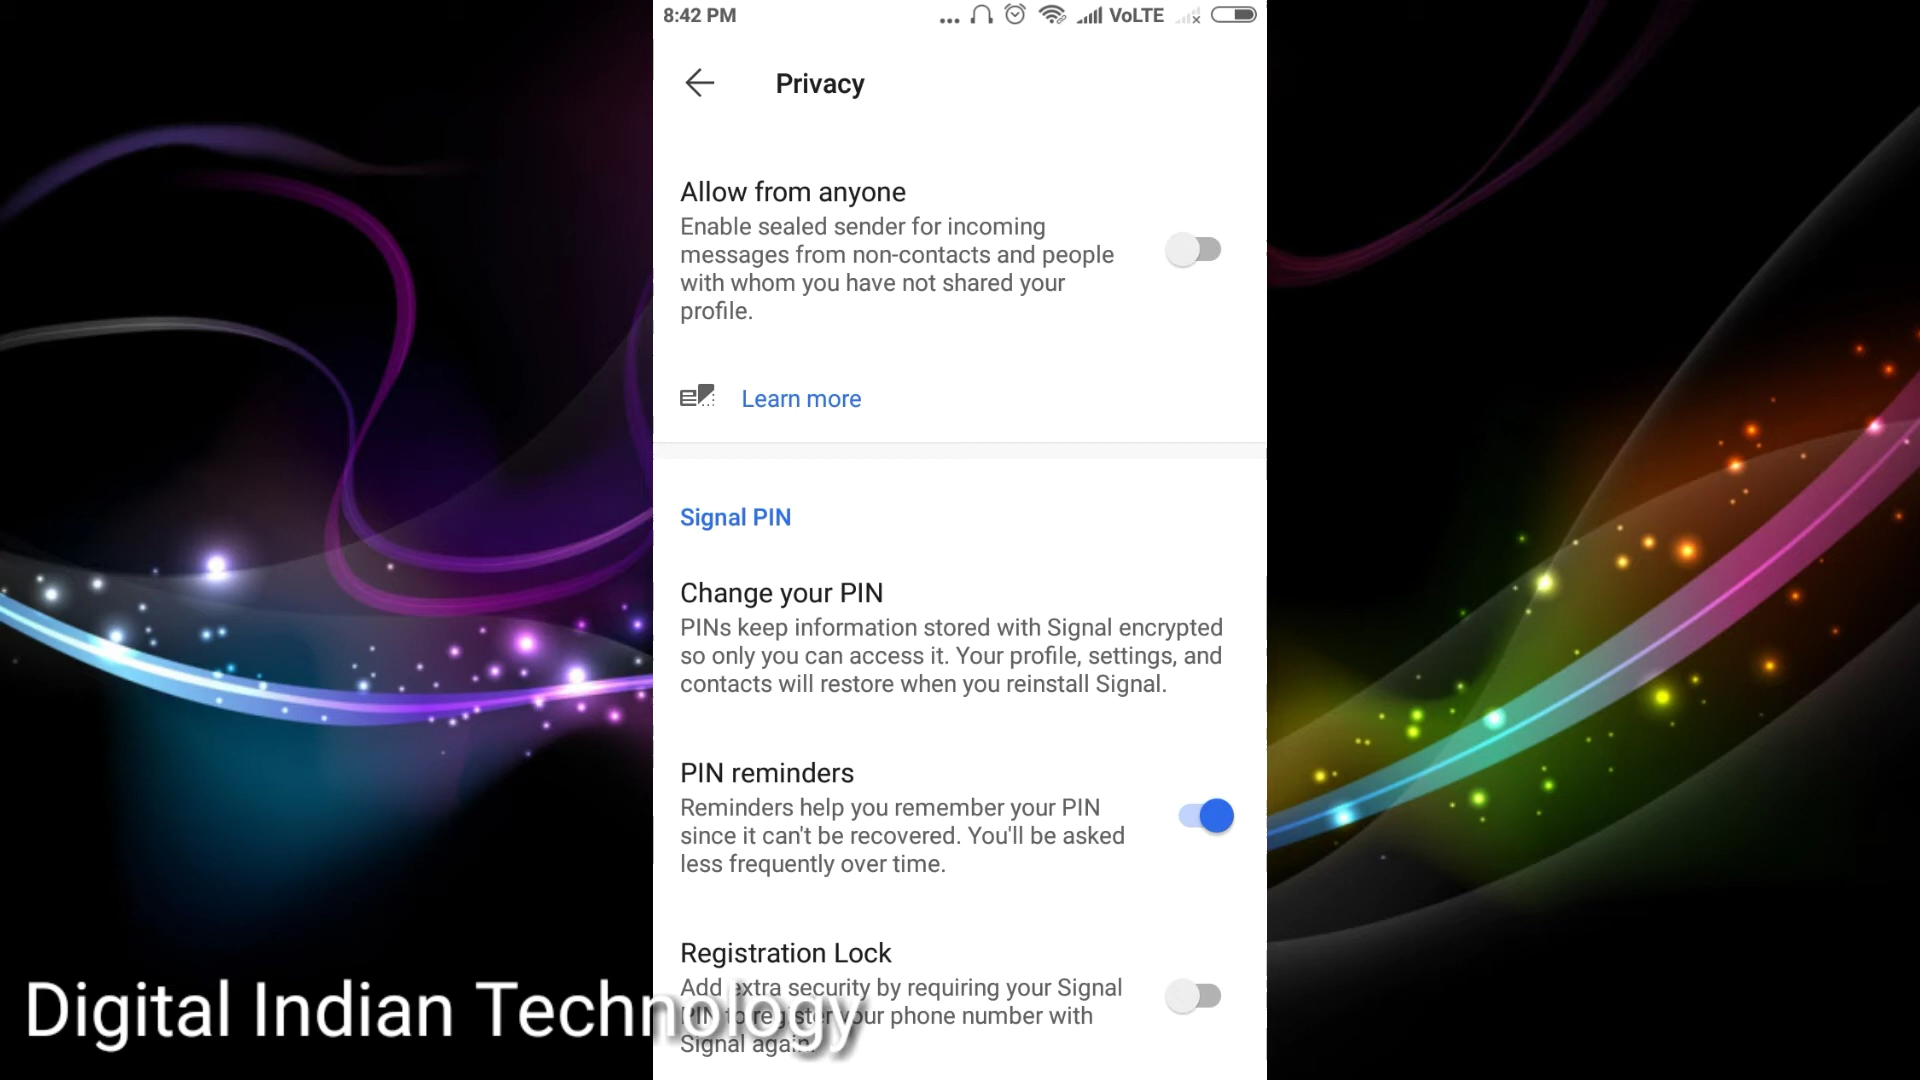 8:42 PM
VoLTE
Privacy
Allow from anyone
Enable sealed sender for incoming
messages from non-contacts and people
with whom you have not shared your
profile.
Learn more
Signal PIN
Change your PIN
PINs keep information stored with Signal encrypted
so only you can access it. Your profile, settings, and
contacts will restore when you reinstall Signal.
PIN reminders
Reminders help you remember your PIN
since it can't be recovered. You'll be asked
less frequently over time.
Registration Lock
Add extra security by requiring your Signal
PIN to register your phone number with
Signal again.
Digital Indian Technology